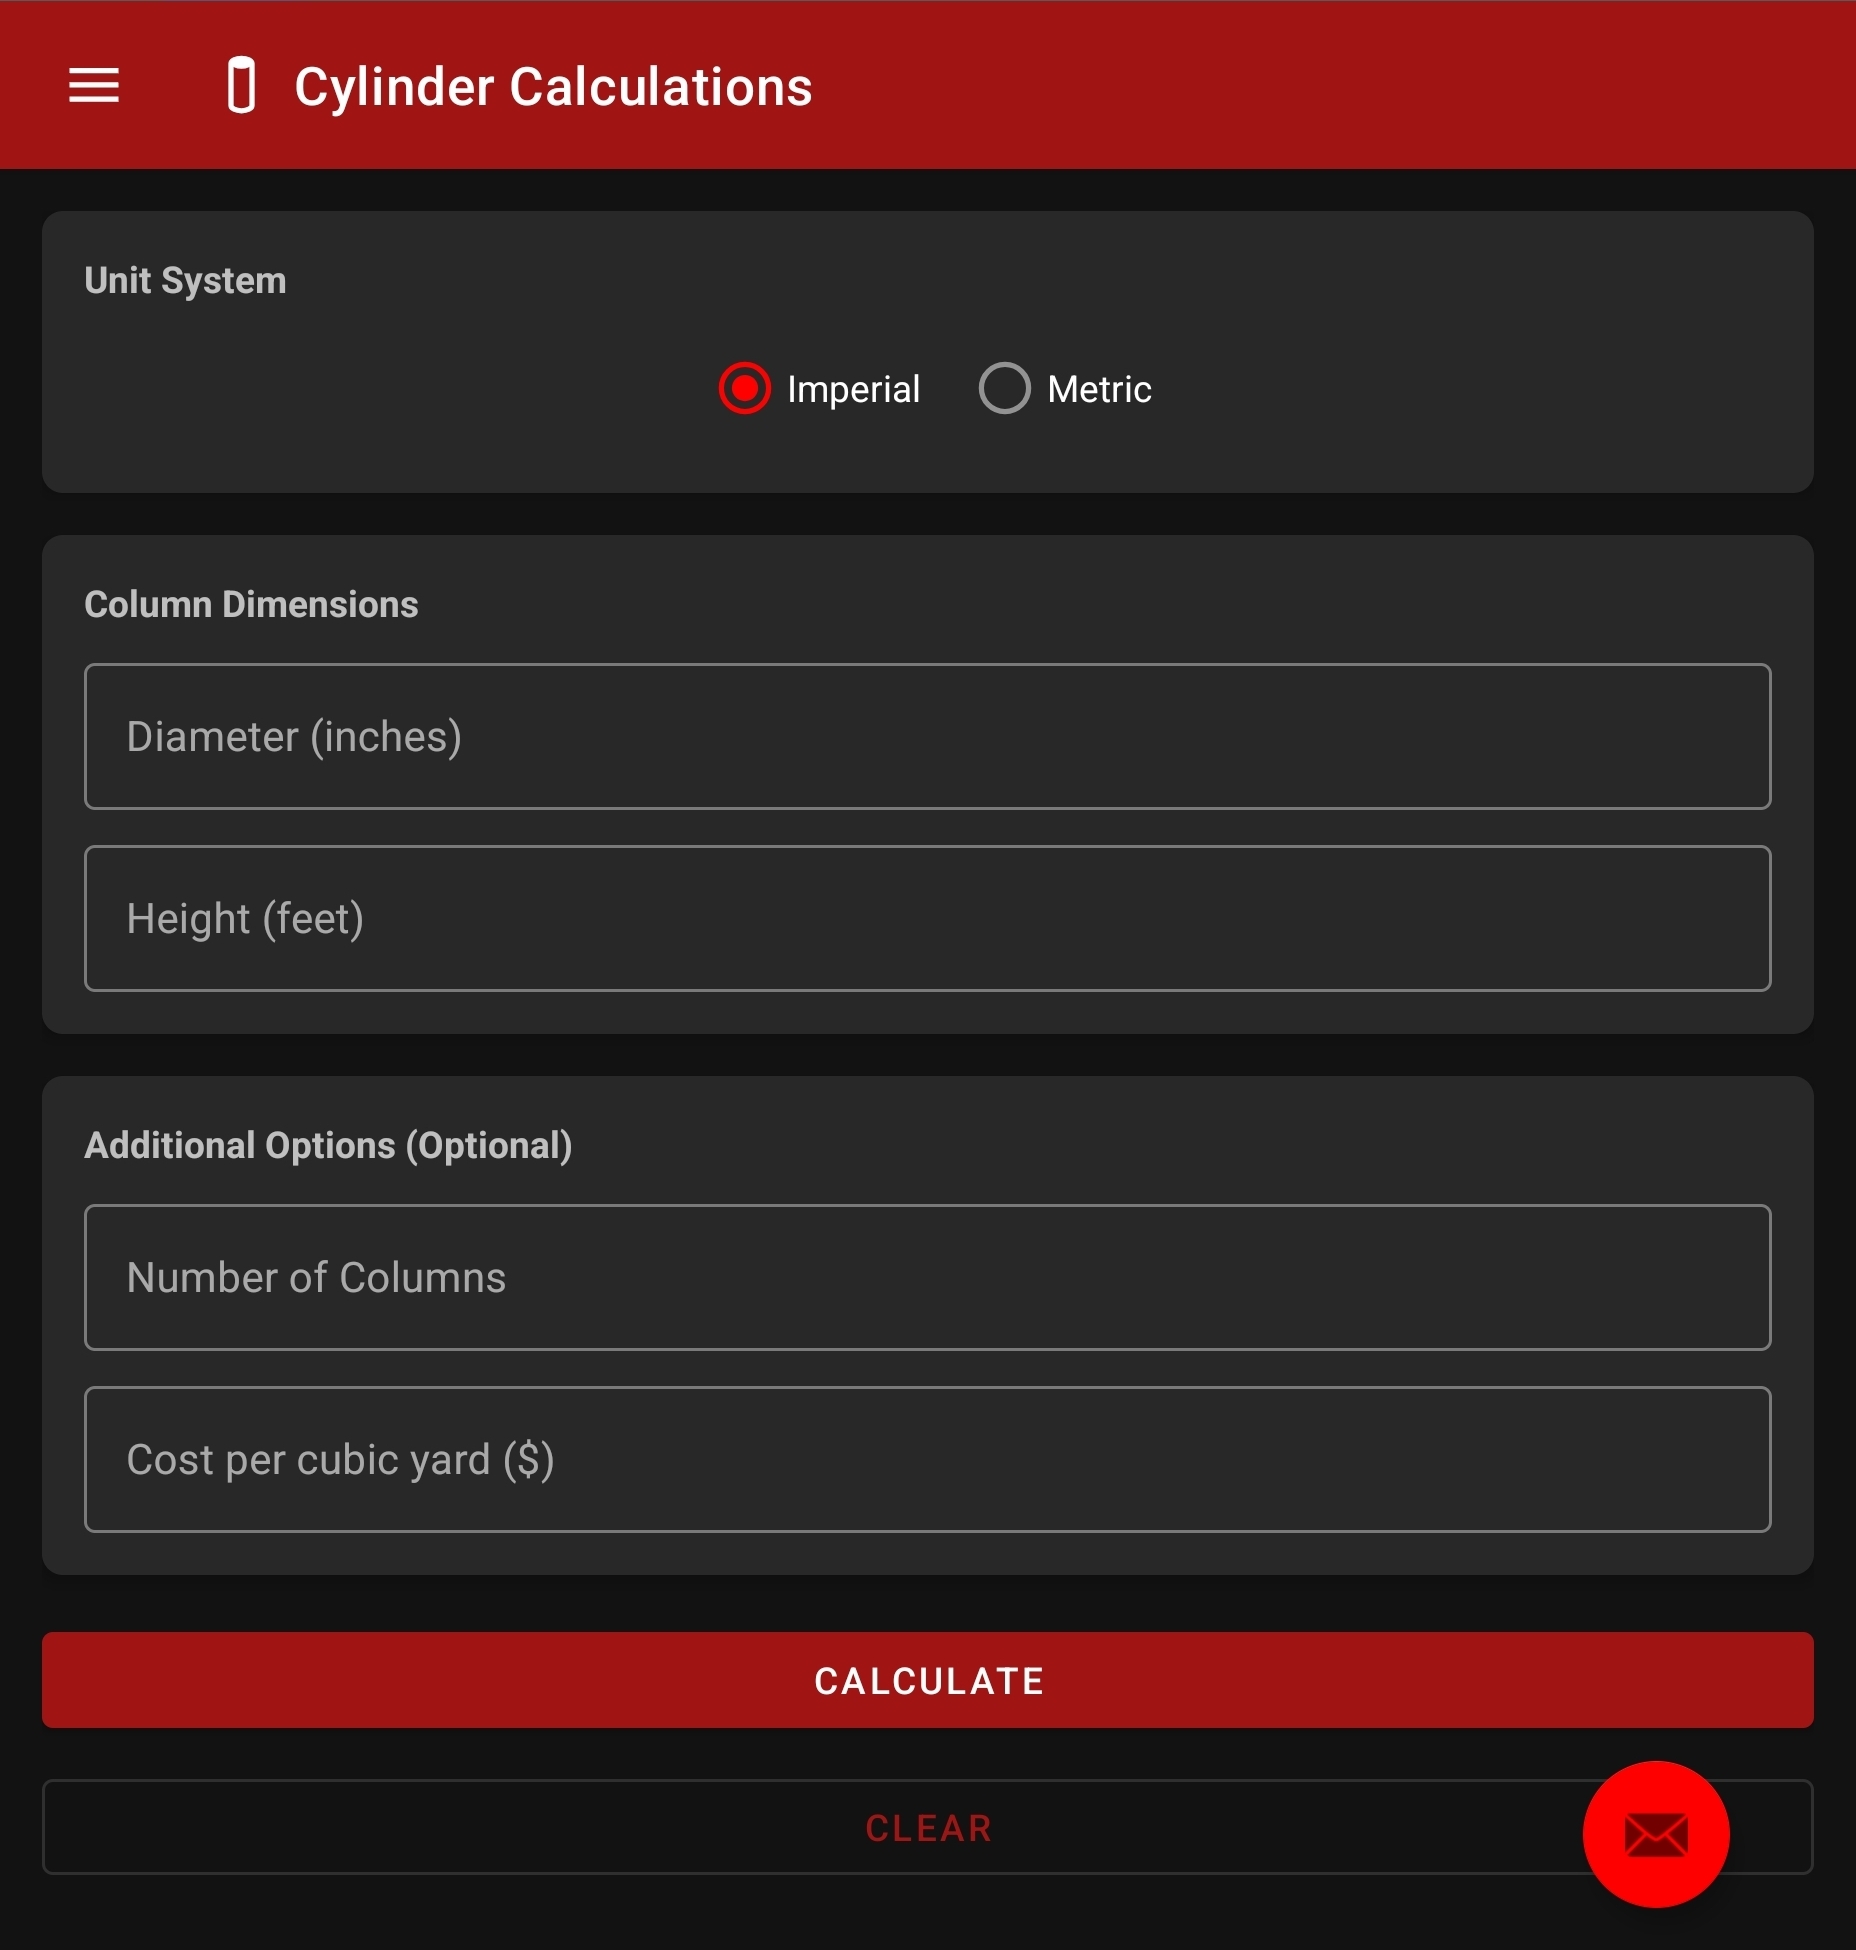 Cylinder Calculations
Unit System
Imperial
Metric
Column Dimensions
Diameter (inches)
Height (feet)
Additional Options (Optional)
Number of Columns
Cost per cubic yard ($)
CALCULATE
CLEAR